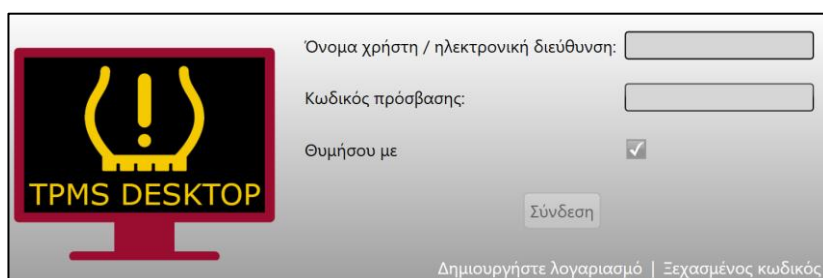 Όνομα χρήστη / ηλεκτρονική διεύθυνση:
Κωδικός πρόσβασης:
Θυμήσου με
TPMS DESKTOP
Σύνδεση
Δημιουργήστε λογαριασμό | Ξεχασμένος κωδικός